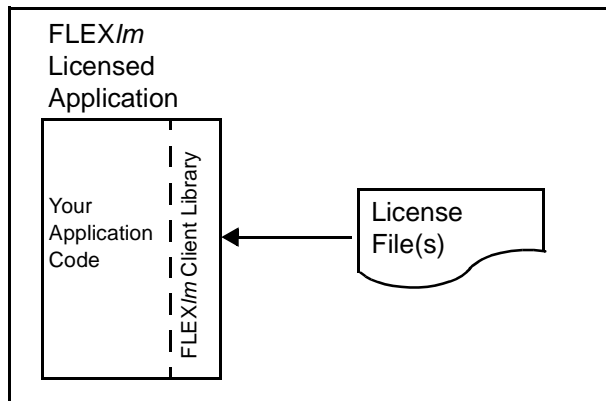 FLEXlm
Licensed
Application
Your
Application
Code
FLEXlm Client Library
License
File(s)